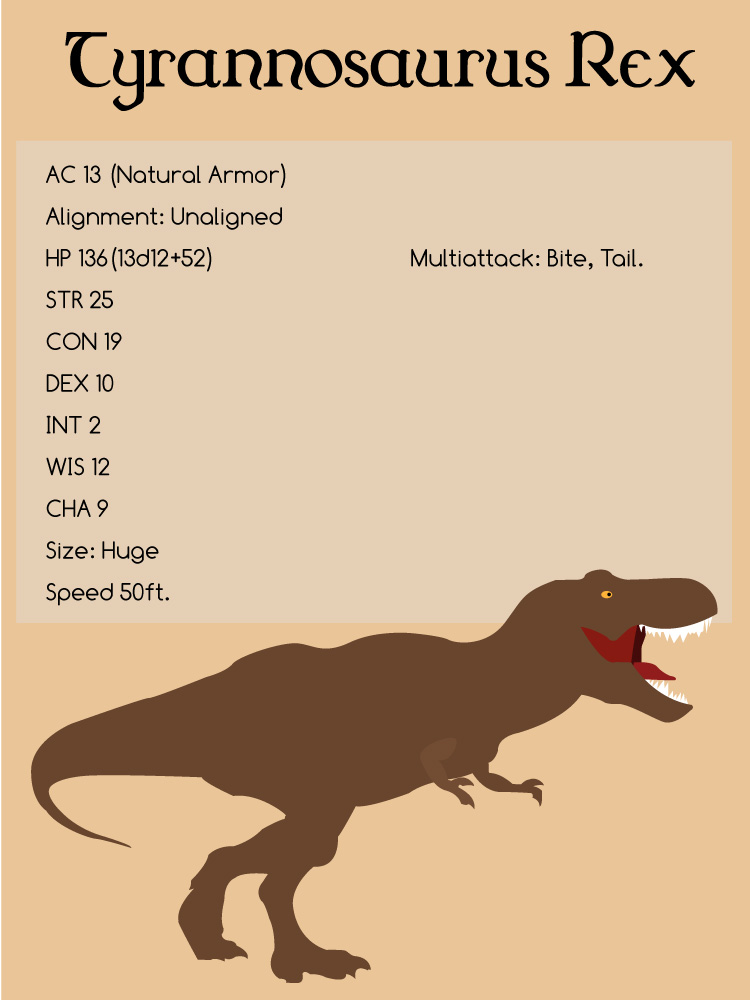 Tyrannosaurus Rex
AC 13 (Natural Armor)
Alignment: Unaligned
HP 136 (13d12+52)
Multiattack: Bite, Tail.
STR 25
CON 19
DEX 10
INT 2
WIS 12
CHA 9
Size: Huge
Speed 50ft.